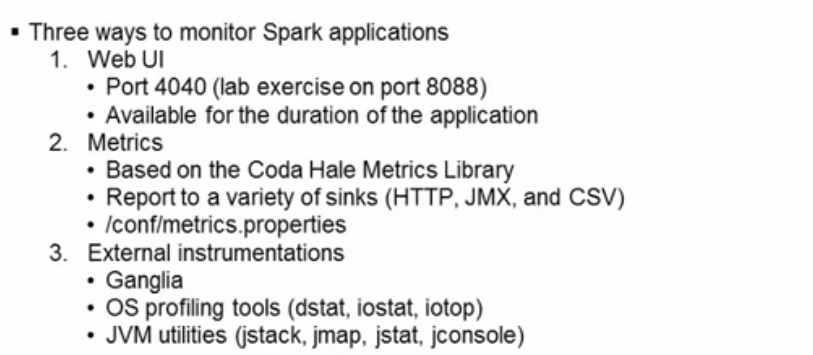 ▪ Three ways to monitor Spark applications
1. Web UI
• Port 4040 (lab exercise on port 8088)
• Available for the duration of the application
2. Metrics
• Based on the Coda Hale Metrics Library
• Report to a variety of sinks (HTTP, JMX, and CSV)
• /conf/metrics.properties
3. External instrumentations
• Ganglia
• OS profiling tools (dstat, iostat, iotop)
• JVM utilities (jstack, jmap, jstat, jconsole)